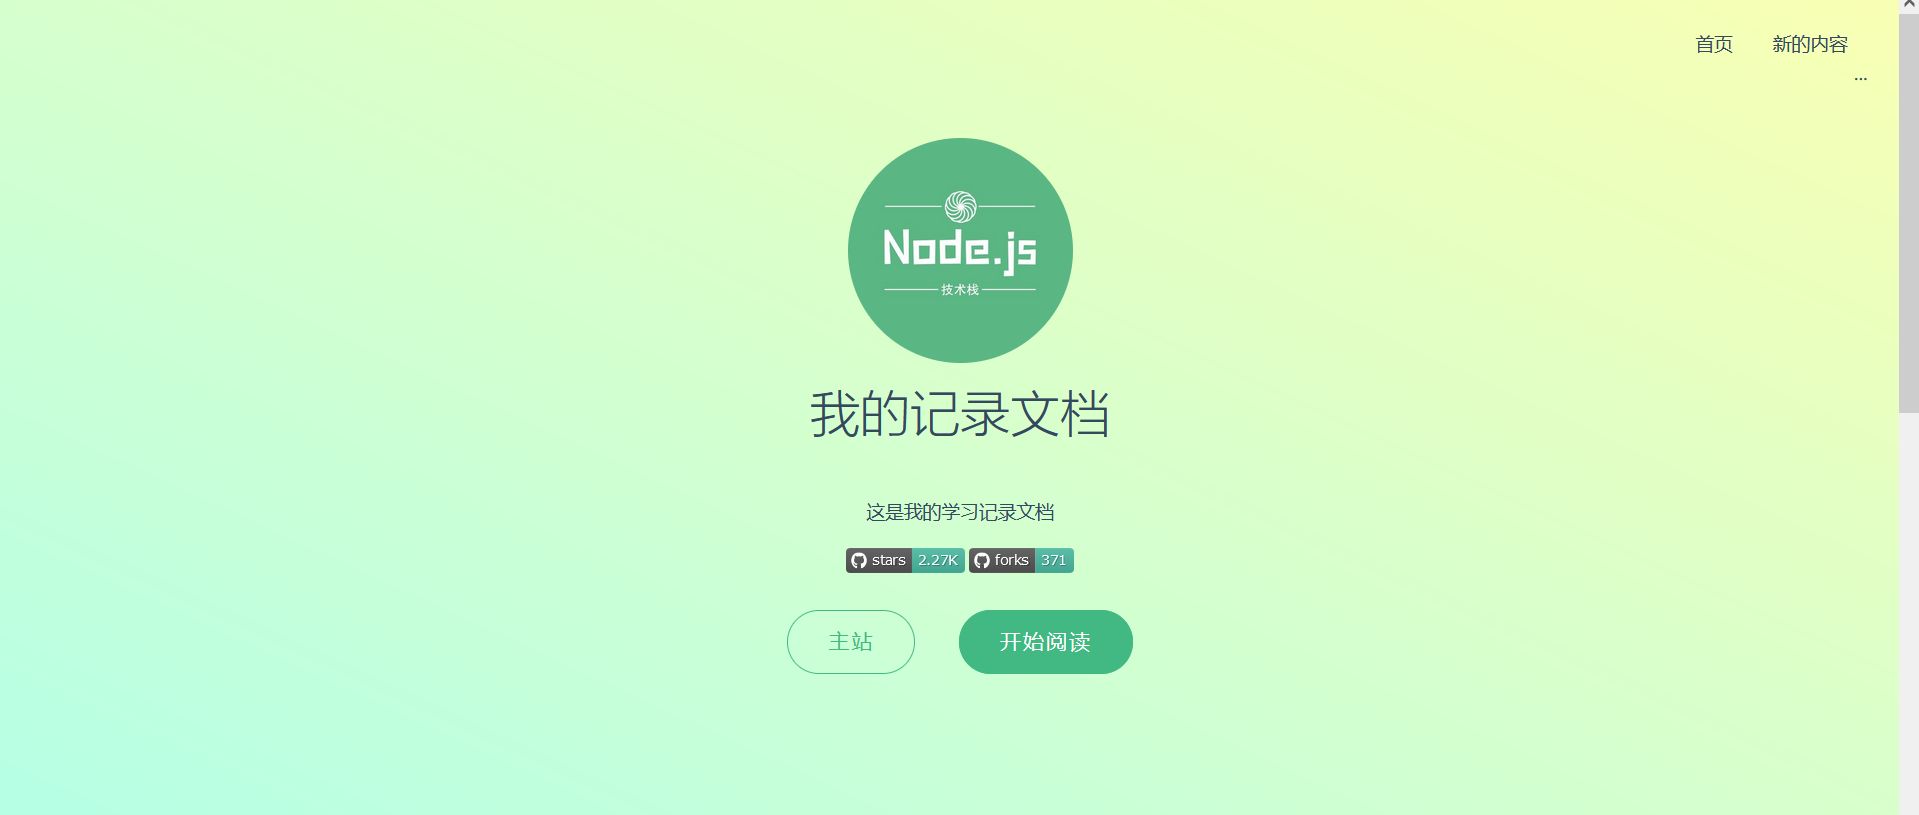 首页 新的内容
...
Node.js
技术栈
我的记录文档
这是我的学习记录文档
stars 2.27K forks 371
主站 开始阅读